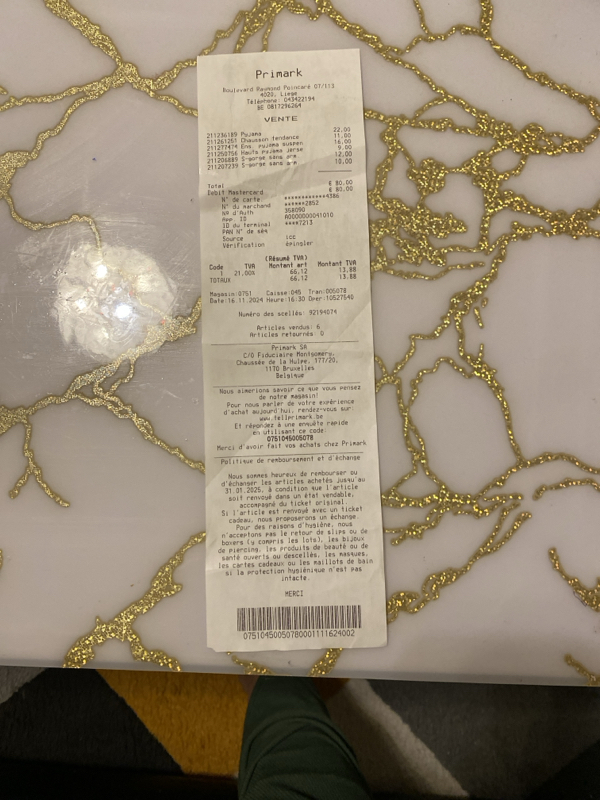 Primark
Boulevard Raymond Poincaré 07/113
4020, Liege
Téléphone: 043422194
BE 0817296264
VENTE
211236189 Pyjama 22,00
211261251 Chausson tendance 11,00
211277474 Ens. pyjama suspen 16,00
211250756 Hauts pyjama jerse 9,00
211206889 S-gorge sans arm 12,00
211207239 S-gorge sans arm 10,00
Total € 80,00
Debit Mastercard € 80,00
N° de carte ************4386
N° du marchand ******2852
N° d'Auth 358090
App. ID A0000000041010
ID du terminal ****7213
PAN N° de séq
Source icc
Vérification épingler
(Résumé TVA)
Code TVA Montant art Montant TVA
1 21,00% 66.12 13.88
TOTAUX 66.12 13.88
Magasin:0751 Caisse:045 Tran:005078
Date:16.11.2024 Heure:16:30 Oper:10527640
Numéro des scellés: 92194074
Articles vendus: 6
Articles retournés: 0
Primark SA
C/O Fiduciaire Montgomery,
Chaussée de la Hulpe, 177/20,
1170 Bruxelles
Belgique
Nous aimerions savoir ce que vous pensez
de notre magasin!
Pour nous parler de votre expérience
d'achat aujourd'hui, rendez-vous sur:
www.tellprimark.be
Et répondez à une enquête rapide
en utilisant ce code.
0751045005078
Merci d'avoir fait vos achats chez Primark
Politique de remboursement et d'échange
Nous sommes heureux de rembourser ou
d'échanger les articles achetés jusqu'au
31.01.2025, à condition que l'article
soit renvoyé dans un état vendable,
accompagné du ticket original.
Si l'article est renvoyé avec un ticket
cadeau, nous proposerons un échange.
Pour des raisons d'hygiène, nous
n'acceptons pas le retour de slips ou de
boxers (y compris les lots), les bijoux
de piercing, les produits de beauté ou de
santé ouverts ou descellés, les masques,
les cartes cadeaux ou les maillots de bain
si la protection hygiénique n'est pas
intacte.
MERCI
07510450050780001111624002